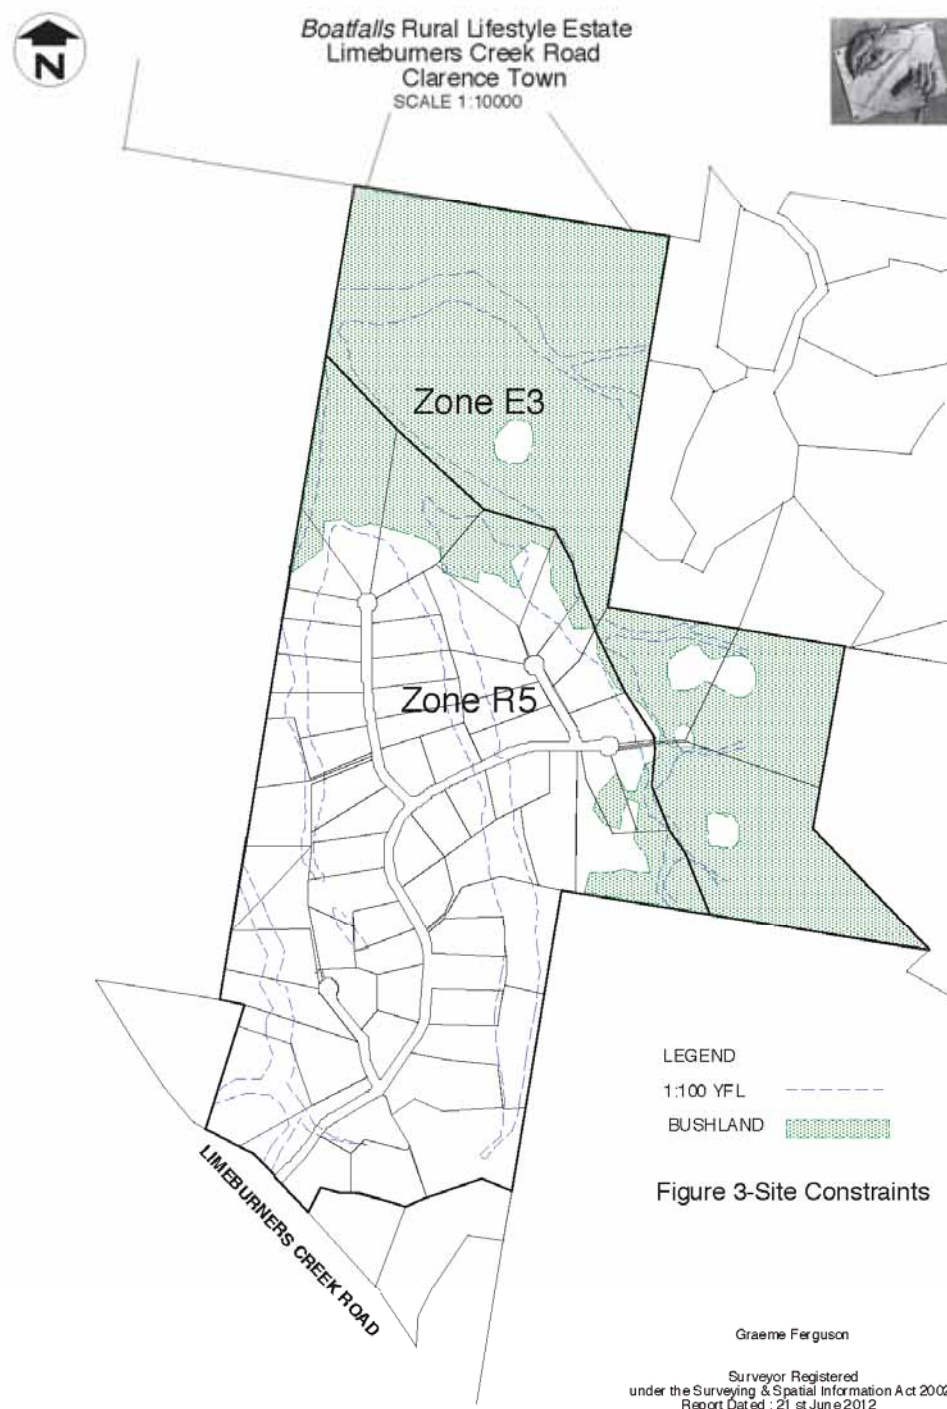 N
Boatfalls Rural Lifestyle Estate
Limeburners Creek Road
Clarence Town
SCALE 1:10000
Zone E3
Zone R5
LEGEND
1:100 YFL
BUSHLAND
Figure 3-Site Constraints
LIMEBURNERS CREEK ROAD
Graeme Ferguson
Surveyor Registered
under the Surveying & Spatial Information Act 2002
Report Dated : 21 st June 2012